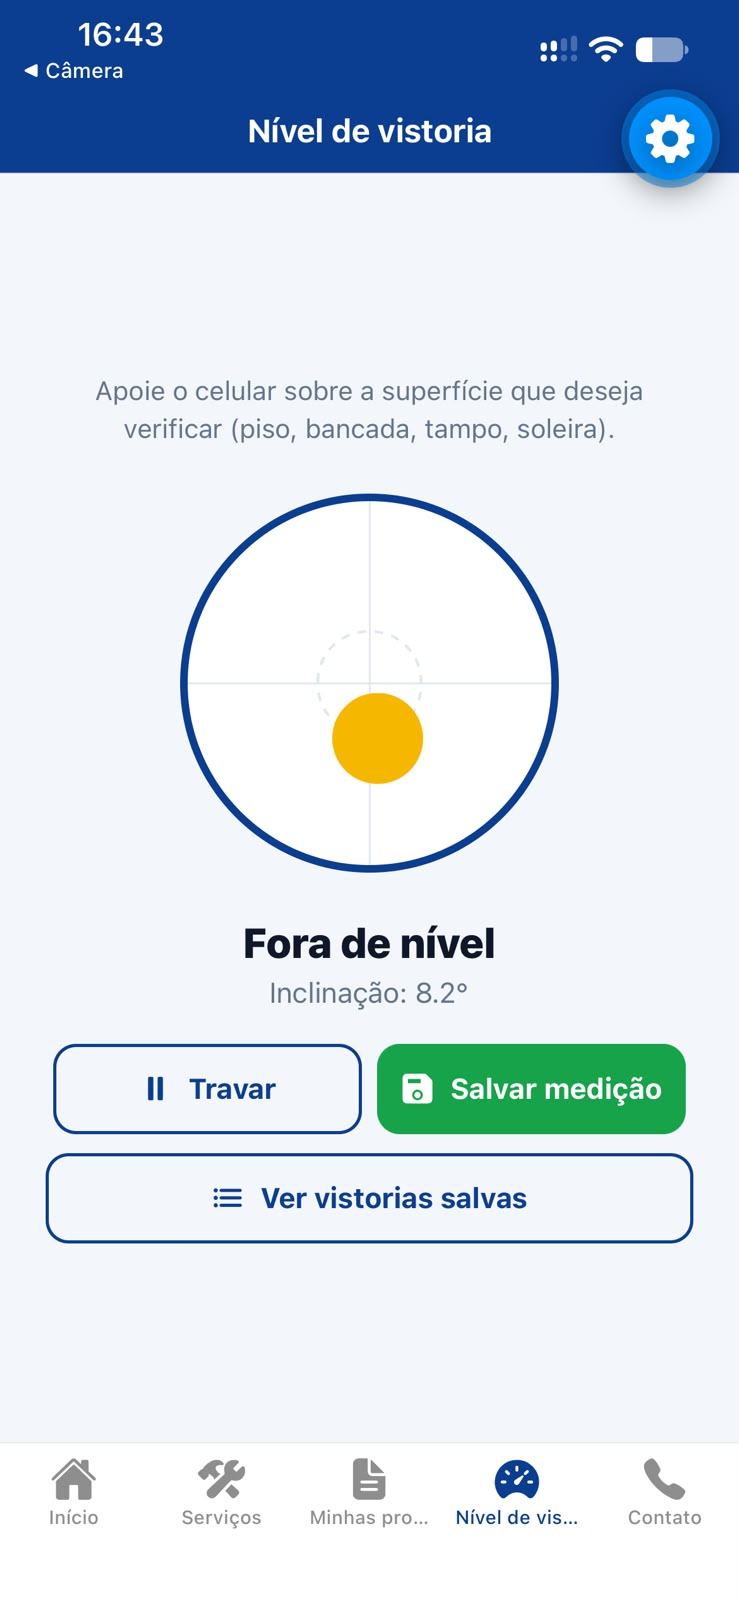 16:43
◀ Câmera
Nível de vistoria
Apoie o celular sobre a superfície que deseja
verificar (piso, bancada, tampo, soleira).
Fora de nível
Inclinação: 8.2°
Travar
Salvar medição
Ver vistorias salvas
Início
Serviços
Minhas pro...
Nível de vis...
Contato